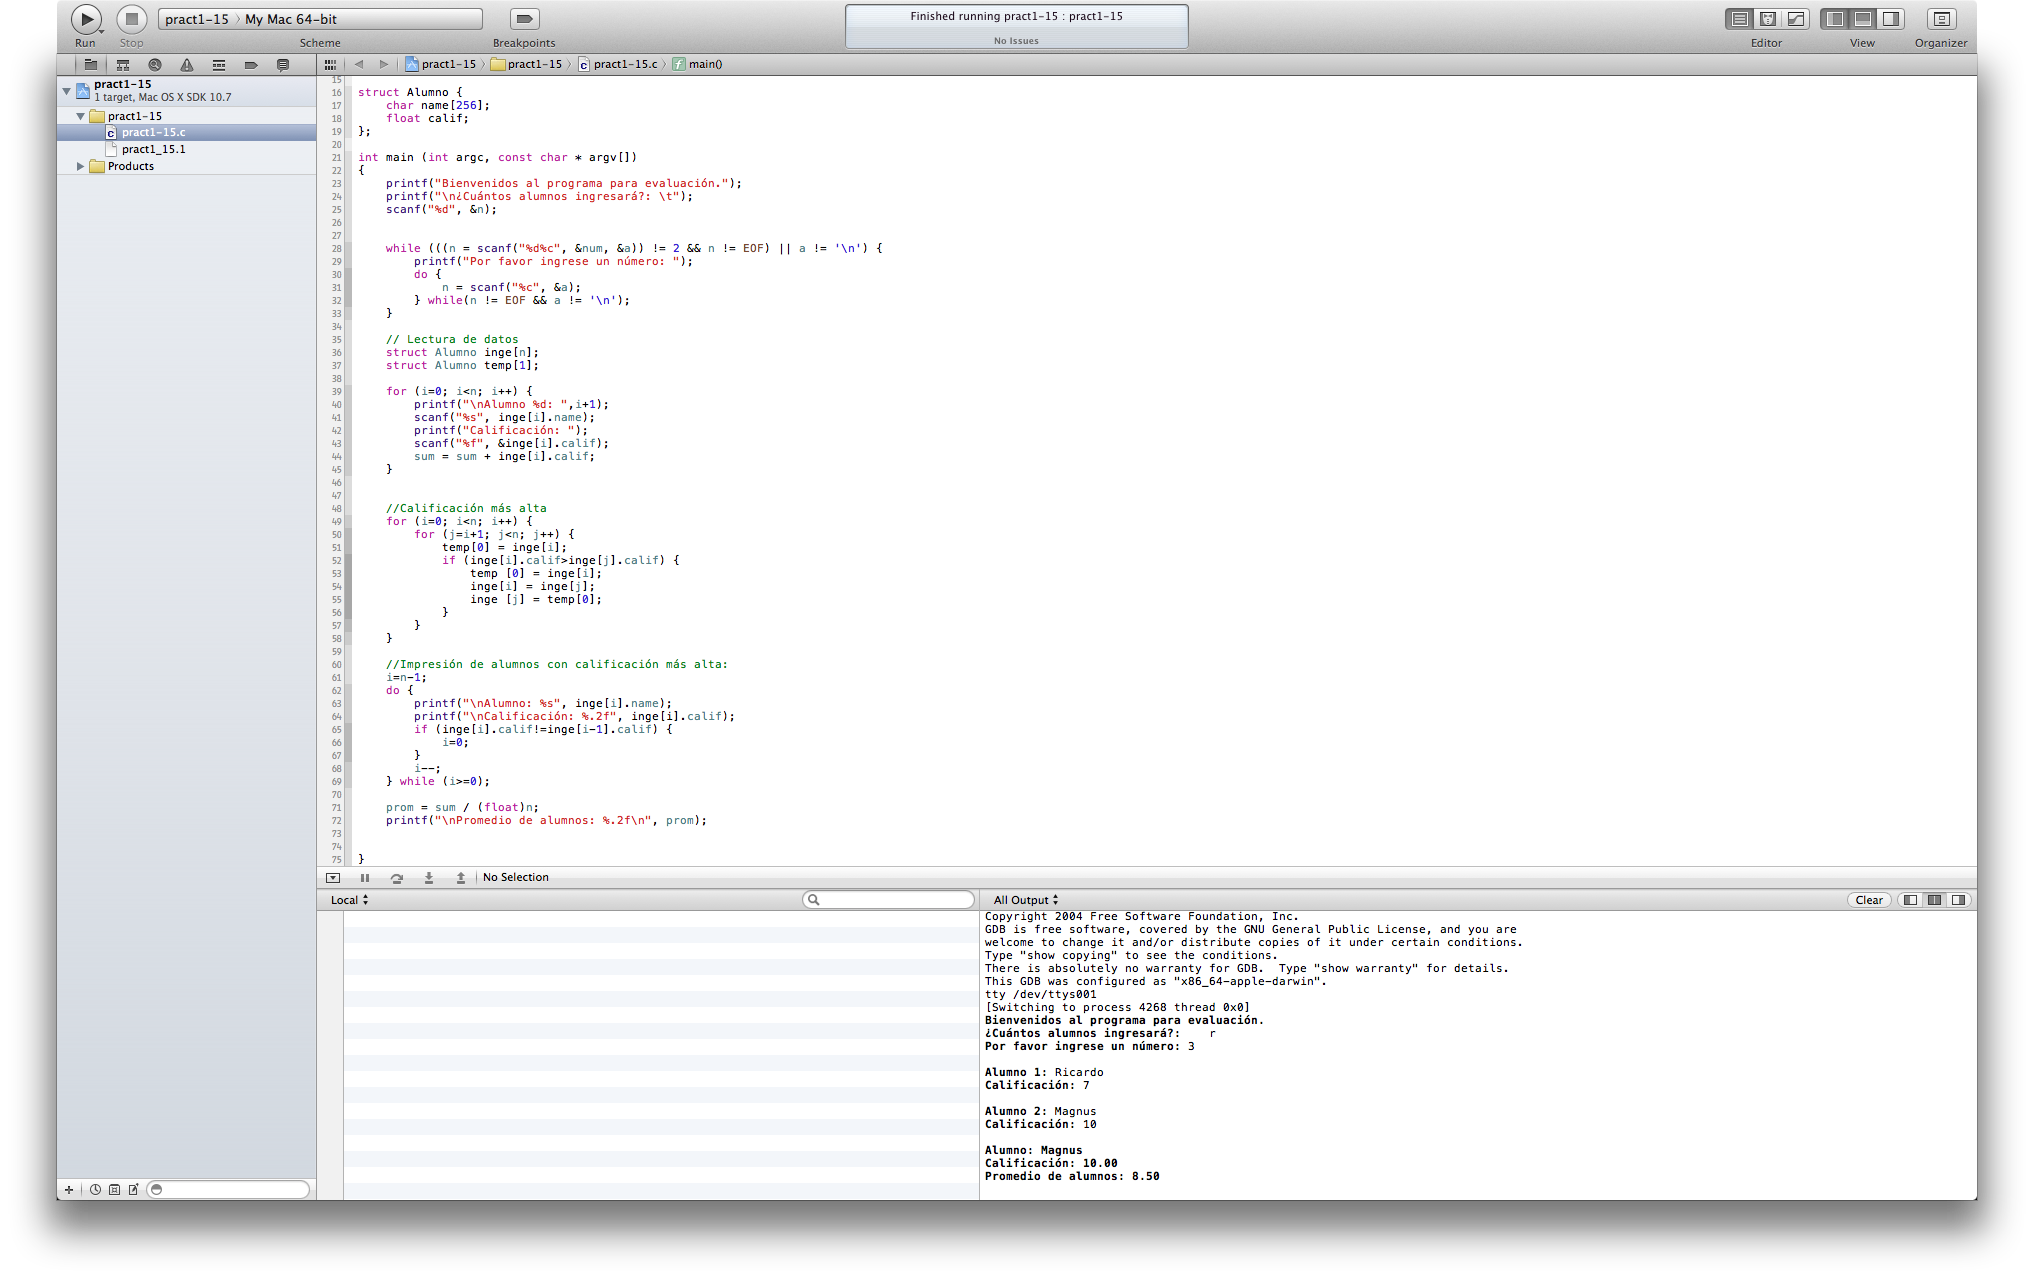 pract1-15 › My Mac 64-bit
Finished running pract1-15 : pract1-15
No Issues
Run Stop Scheme Breakpoints Editor View Organizer
pract1-15 pract1-15 pract1-15.c main()
pract1-15
1 target, Mac OS X SDK 10.7
pract1-15
pract1-15.c
pract1_15.1
Products
15
16 struct Alumno {
17 char name[256];
18 float calif;
19 };
20
21 int main (int argc, const char * argv[])
22 {
23 printf("Bienvenidos al programa para evaluación.");
24 printf("\n¿Cuántos alumnos ingresará?: \t");
25 scanf("%d", &n);
26
27
28 while (((n = scanf("%d%c", &num, &a)) != 2 && n != EOF) || a != '\n') {
29 printf("Por favor ingrese un número: ");
30 do {
31 n = scanf("%c", &a);
32 } while(n != EOF && a != '\n');
33 }
34
35 // Lectura de datos
36 struct Alumno inge[n];
37 struct Alumno temp[1];
38
39 for (i=0; i<n; i++) {
40 printf("\nAlumno %d: ",i+1);
41 scanf("%s", inge[i].name);
42 printf("Calificación: ");
43 scanf("%f", &inge[i].calif);
44 sum = sum + inge[i].calif;
45 }
46
47
48 //Calificación más alta
49 for (i=0; i<n; i++) {
50 for (j=i+1; j<n; j++) {
51 temp[0] = inge[i];
52 if (inge[i].calif>inge[j].calif) {
53 temp [0] = inge[i];
54 inge[i] = inge[j];
55 inge [j] = temp[0];
56 }
57 }
58 }
59
60 //Impresión de alumnos con calificación más alta:
61 i=n-1;
62 do {
63 printf("\nAlumno: %s", inge[i].name);
64 printf("\nCalificación: %.2f", inge[i].calif);
65 if (inge[i].calif!=inge[i-1].calif) {
66 i=0;
67 }
68 i--;
69 } while (i>=0);
70
71 prom = sum / (float)n;
72 printf("\nPromedio de alumnos: %.2f\n", prom);
73
74
75 }
No Selection
Local
All Output
Clear
Copyright 2004 Free Software Foundation, Inc.
GDB is free software, covered by the GNU General Public License, and you are
welcome to change it and/or distribute copies of it under certain conditions.
Type "show copying" to see the conditions.
There is absolutely no warranty for GDB.  Type "show warranty" for details.
This GDB was configured as "x86_64-apple-darwin".
tty /dev/ttys001
[Switching to process 4268 thread 0x0]
Bienvenidos al programa para evaluación.
¿Cuántos alumnos ingresará?: r
Por favor ingrese un número: 3
Alumno 1: Ricardo
Calificación: 7
Alumno 2: Magnus
Calificación: 10
Alumno: Magnus
Calificación: 10.00
Promedio de alumnos: 8.50